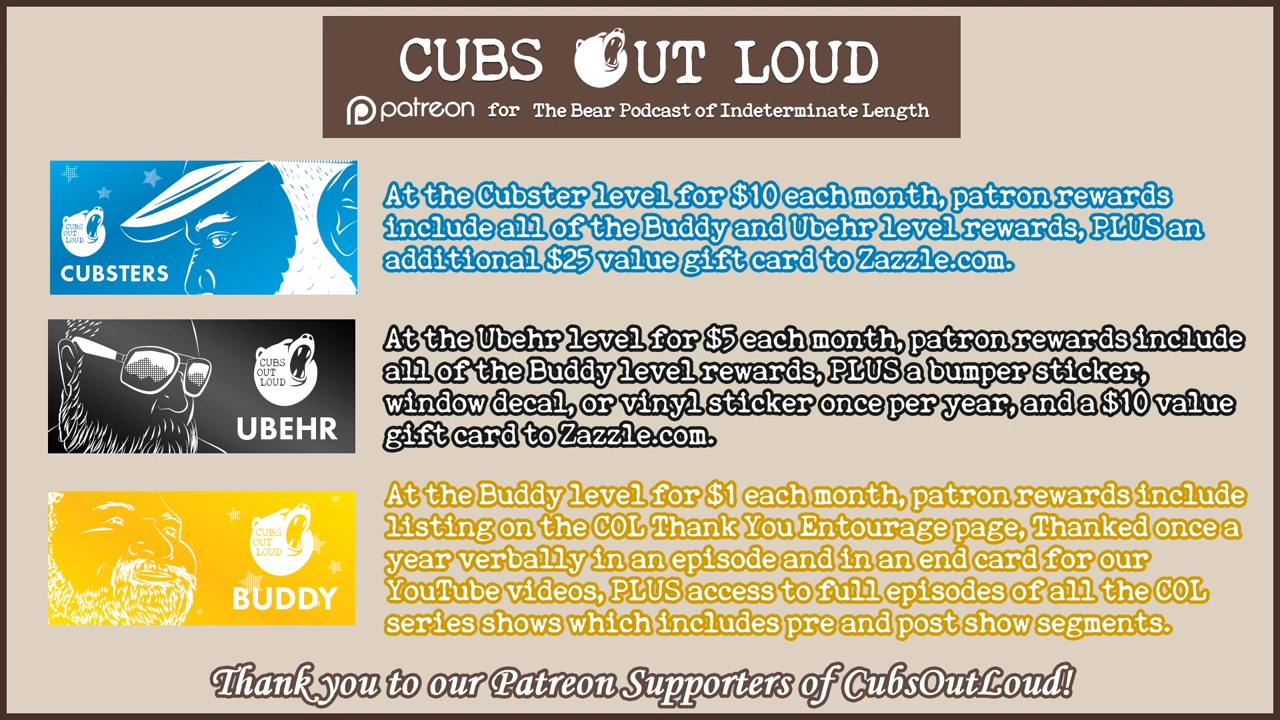 CUBS OUT LOUD
patreon for The Bear Podcast of Indeterminate Length
CUBS
OUT
LOUD
CUBSTERS
At the Cubster level for $10 each month, patron rewards
include all of the Buddy and Ubehr level rewards, PLUS an
additional $25 value gift card to Zazzle.com.
CUBS
OUT
LOUD
UBEHR
At the Ubehr level for $5 each month, patron rewards include
all of the Buddy level rewards, PLUS a bumper sticker,
window decal, or vinyl sticker once per year, and a $10 value
gift card to Zazzle.com.
CUBS
OUT
LOUD
BUDDY
At the Buddy level for $1 each month, patron rewards include
listing on the COL Thank You Entourage page, Thanked once a
year verbally in an episode and in an end card for our
YouTube videos, PLUS access to full episodes of all the COL
series shows which includes pre and post show segments.
Thank you to our Patreon Supporters of CubsOutLoud!